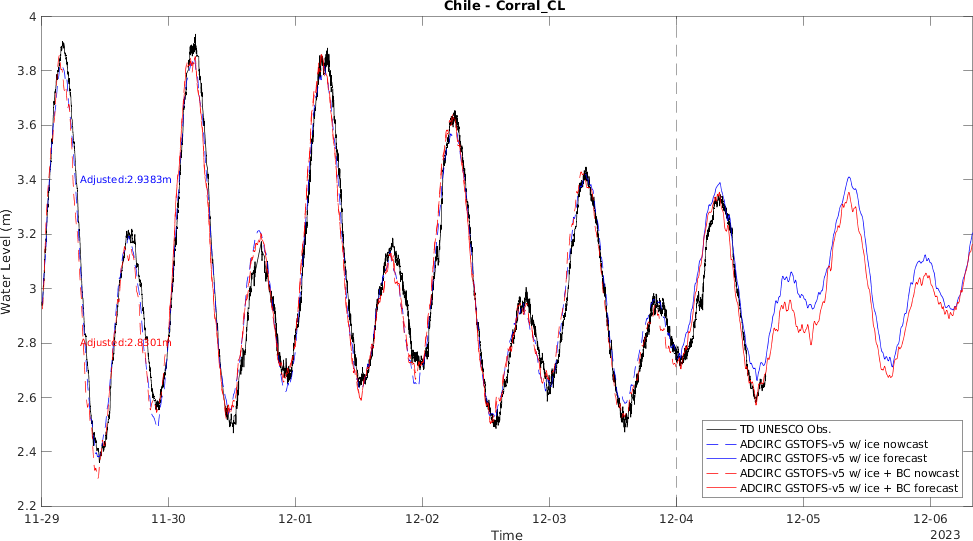 Chile - Corral_CL
4
3.8
3.6
3.4
3.2
3
2.8
2.6
2.4
2.2
Water Level (m)
Adjusted:2.9383m
Adjusted:2.8301m
TD UNESCO Obs.
ADCIRC GSTOFS-v5 w/ ice nowcast
ADCIRC GSTOFS-v5 w/ ice forecast
ADCIRC GSTOFS-v5 w/ ice + BC nowcast
ADCIRC GSTOFS-v5 w/ ice + BC forecast
11-29 11-30 12-01 12-02 12-03 12-04 12-05 12-06
Time
2023